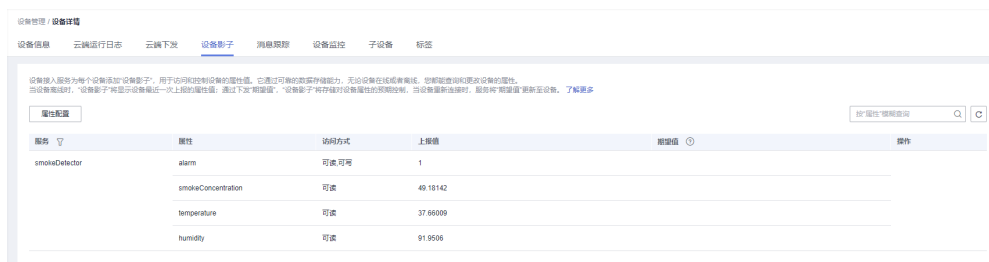 设备管理 / 设备详情
设备信息 云端运行日志 云端下发 设备影子 消息跟踪 设备监控 子设备 标签
设备接入服务为每个设备添加“设备影子”，用于访问和控制设备的属性值。它通过可靠的数据存储能力，无论设备在线或者离线，您都能查询和更改设备的属性。
当设备离线时，“设备影子”将显示设备最近一次上报的属性值；通过下发“期望值”，“设备影子”将存储对设备属性的预期控制，当设备重新连接时，服务将“期望值”更新至设备。 了解更多
属性配置 按“属性”模糊查询
服务 属性 访问方式 上报值 期望值 操作
smokeDetector alarm 可读,可写 1
smokeConcentration 可读 49.18142
temperature 可读 37.66009
humidity 可读 91.9506